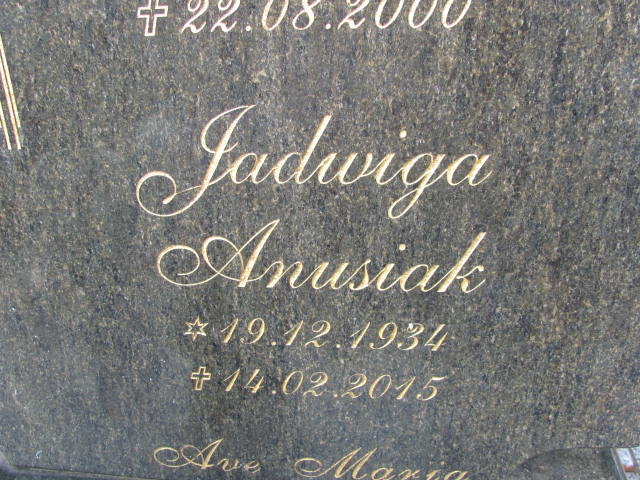 ✝ 22.08.2000
Jadwiga
Anusiak
✡ 19.12.1934
✝ 14.02.2015
Ave Maria